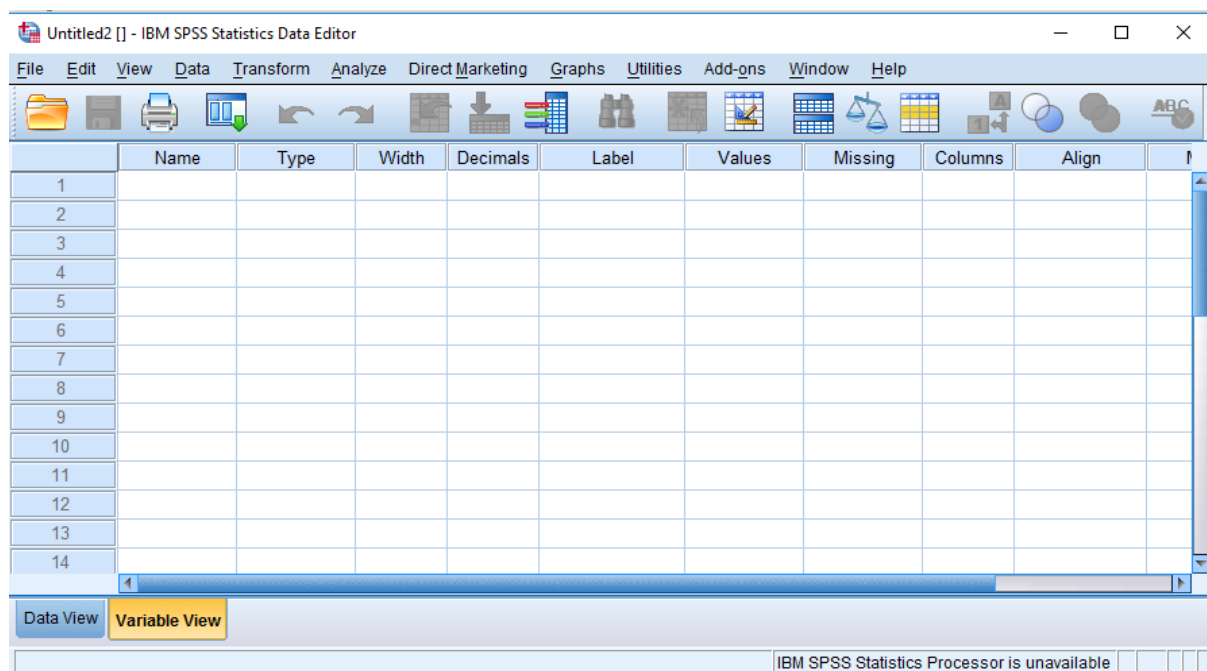 Untitled2 [] - IBM SPSS Statistics Data Editor
File Edit View Data Transform Analyze Direct Marketing Graphs Utilities Add-ons Window Help
A
1
ABC
Name Type Width Decimals Label Values Missing Columns Align
1
2
3
4
5
6
7
8
9
10
11
12
13
14
Data View Variable View
IBM SPSS Statistics Processor is unavailable